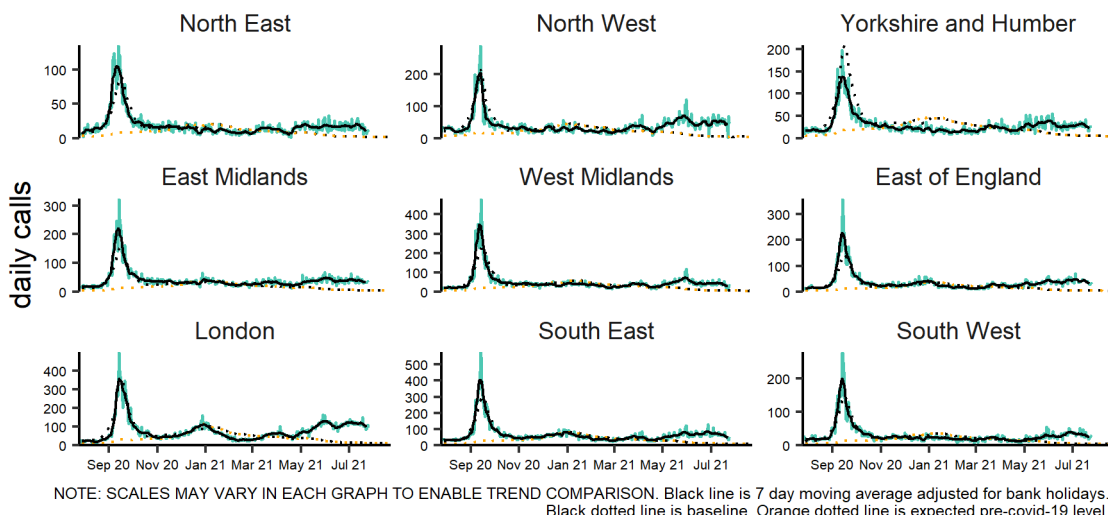 North East
North West
Yorkshire and Humber
100
50
0
200
100
0
200
150
100
50
0
East Midlands
West Midlands
East of England
daily calls
300
200
100
0
400
300
200
100
0
300
200
100
0
London
South East
South West
400
300
200
100
0
500
400
300
200
100
0
200
100
0
Sep 20 Nov 20 Jan 21 Mar 21 May 21 Jul 21
Sep 20 Nov 20 Jan 21 Mar 21 May 21 Jul 21
Sep 20 Nov 20 Jan 21 Mar 21 May 21 Jul 21
NOTE: SCALES MAY VARY IN EACH GRAPH TO ENABLE TREND COMPARISON. Black line is 7 day moving average adjusted for bank holidays.
Black dotted line is baseline. Orange dotted line is expected pre-covid-19 level.